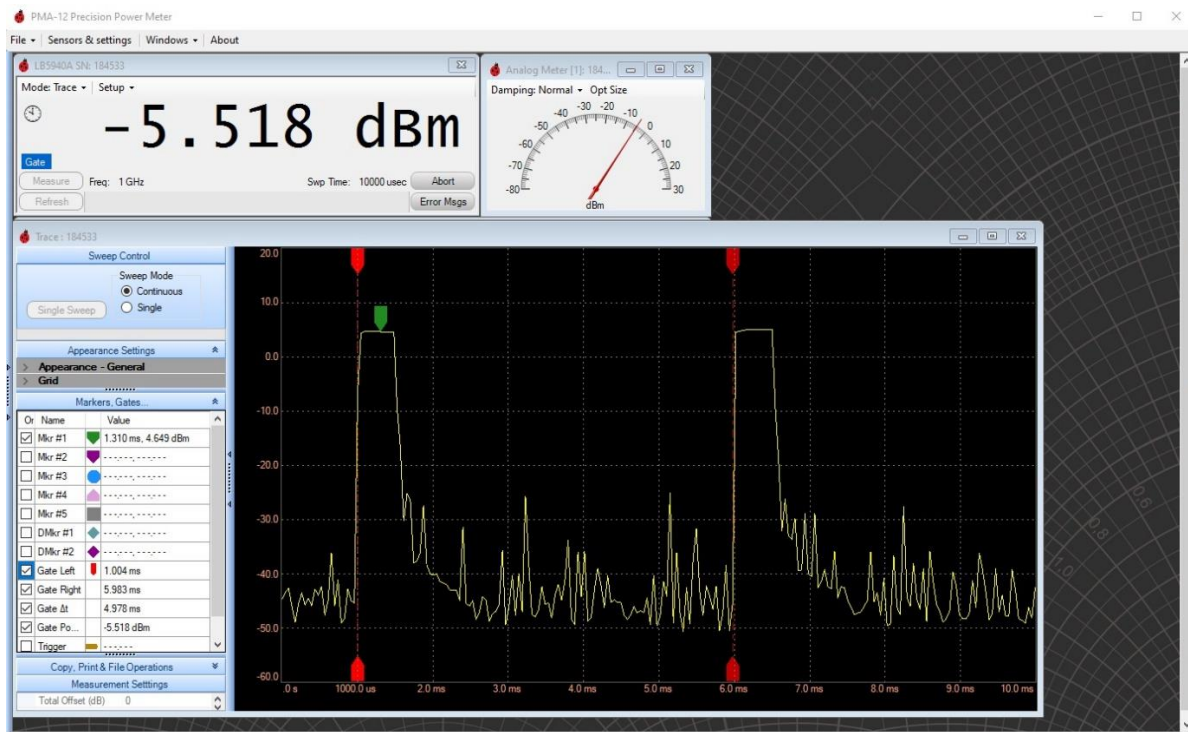 PMA-12 Precision Power Meter
File Sensors & settings Windows About
LB5940A SN: 184533
Mode: Trace Setup
-5.518 dBm
Gate
Measure Freq: 1 GHz Swp Time: 10000 usec Abort
Refresh Error Msgs
Analog Meter [1]: 184...
Damping: Normal Opt Size
-80 -70 -60 -50 -40 -30 -20 -10 0 10 20 30
dBm
Trace : 184533
Sweep Control
Sweep Mode
Continuous
Single Sweep Single
Appearance Settings
Appearance - General
Grid
Markers, Gates...
Or Name Value
Mkr #1 1.310 ms, 4.649 dBm
Mkr #2 ---.---, ---.---
Mkr #3 ---.---, ---.---
Mkr #4 ---.---, ---.---
Mkr #5 ---.---, ---.---
DMkr #1 ---.---, ---.---
DMkr #2 ---.---, ---.---
Gate Left 1.004 ms
Gate Right 5.983 ms
Gate Δt 4.978 ms
Gate Po... -5.518 dBm
Trigger ---.---
Copy, Print & File Operations
Measurement Settings
Total Offset (dB) 0
20.0
10.0
0.0
-10.0
-20.0
-30.0
-40.0
-50.0
-60.0
.0 s 1000.0 us 2.0 ms 3.0 ms 4.0 ms 5.0 ms 6.0 ms 7.0 ms 8.0 ms 9.0 ms 10.0 ms